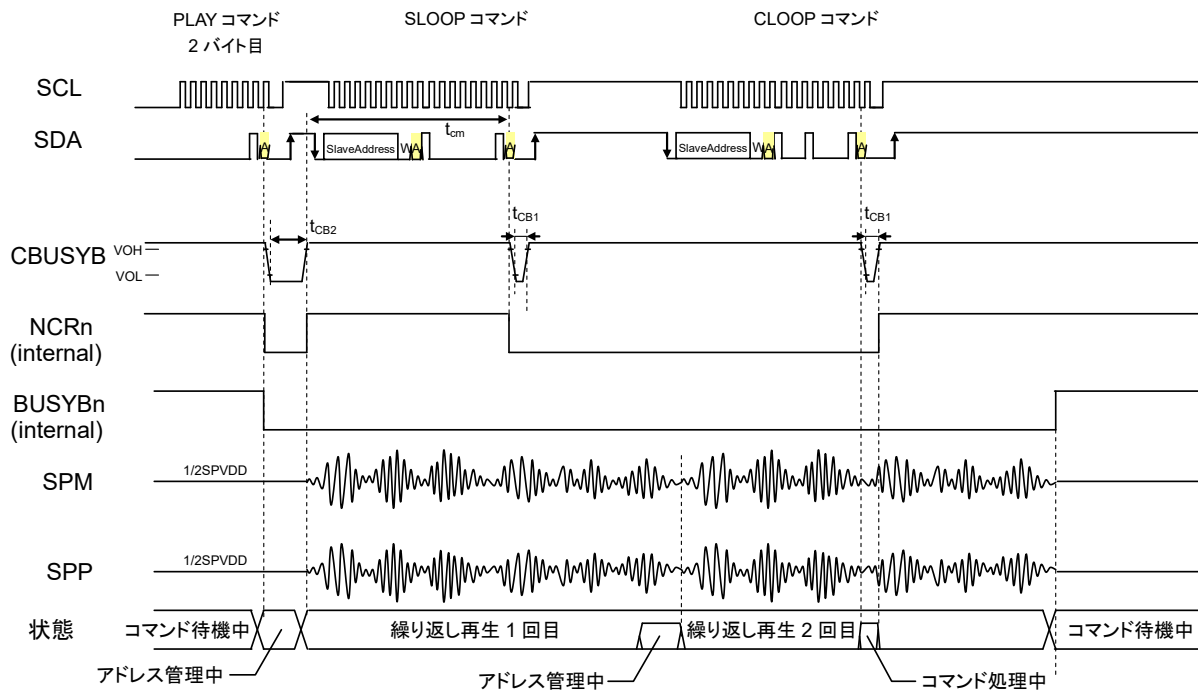 PLAY コマンド
2 バイト目
SLOOP コマンド
CLOOP コマンド
SCL
SDA
A
SlaveAddress W A
A
tcm
SlaveAddress W A
A
CBUSYB
VOH
VOL
tCB2
tCB1
tCB1
NCRn
(internal)
BUSYBn
(internal)
SPM
1/2SPVDD
SPP
1/2SPVDD
状態
コマンド待機中
繰り返し再生 1 回目
繰り返し再生 2 回目
コマンド待機中
アドレス管理中
アドレス管理中
コマンド処理中